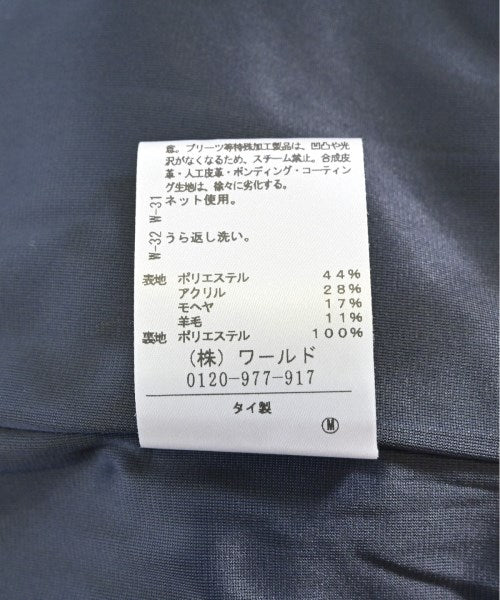 意。プリーツ等特殊加工製品は、凹凸や光
沢がなくなるため、スチーム禁止。合成皮
革・人工皮革・ボンディング・コーティン
グ生地は、徐々に劣化する。
W-31 ネット使用。
W-32 うら返し洗い。
表地 ポリエステル 44%
アクリル 28%
モヘヤ 17%
羊毛 11%
裏地 ポリエステル 100%
(株) ワールド
0120-977-917
タイ製
M